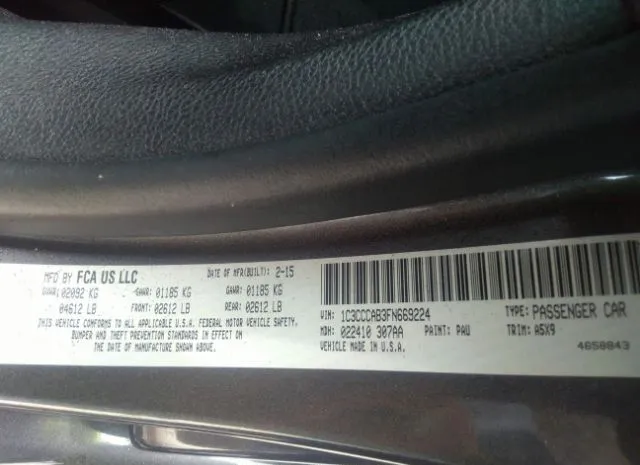 MFD BY FCA US LLC
DATE OF MFR(BUILT): 2-15
GVWR: 02092 KG GAWR: 01185 KG GAWR: 01185 KG
04612 LB FRONT: 02612 LB REAR: 02612 LB
THIS VEHICLE CONFORMS TO ALL APPLICABLE U.S.A. FEDERAL MOTOR VEHICLE SAFETY,
BUMPER AND THEFT PREVENTION STANDARDS IN EFFECT ON
THE DATE OF MANUFACTURE SHOWN ABOVE.
VIN: 1C3CCCAB3FN669224
TYPE: PASSENGER CAR
MDH: 022410 307AA PAINT: PAU TRIM: A5X9
VEHICLE MADE IN U.S.A.
4658843